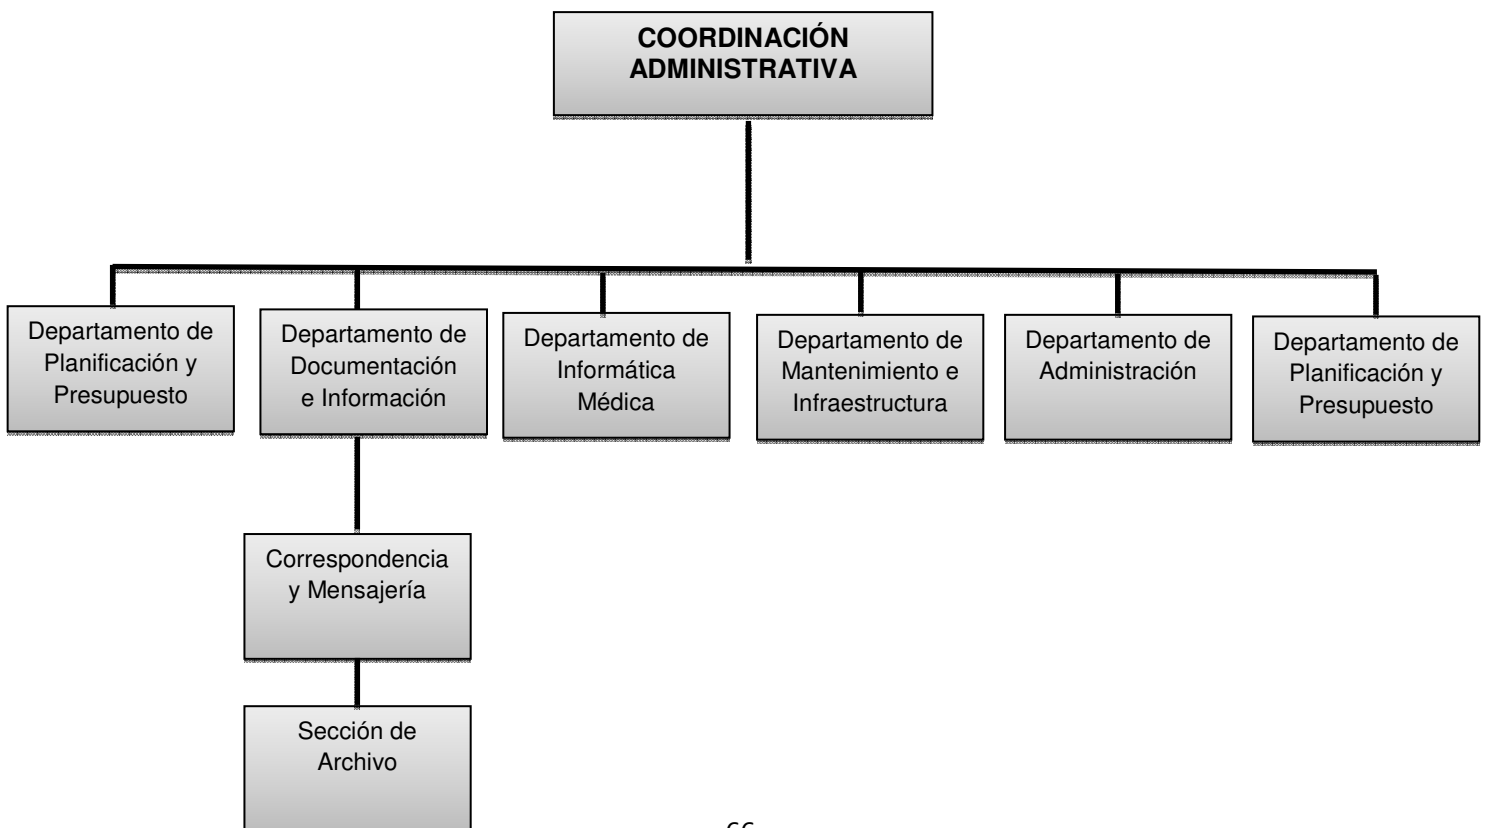 COORDINACIÓN
ADMINISTRATIVA
Departamento de
Planificación y
Presupuesto
Departamento de
Documentación
e Información
Departamento de
Informática
Médica
Departamento de
Mantenimiento e
Infraestructura
Departamento de
Administración
Departamento de
Planificación y
Presupuesto
Correspondencia
y Mensajería
Sección de
Archivo